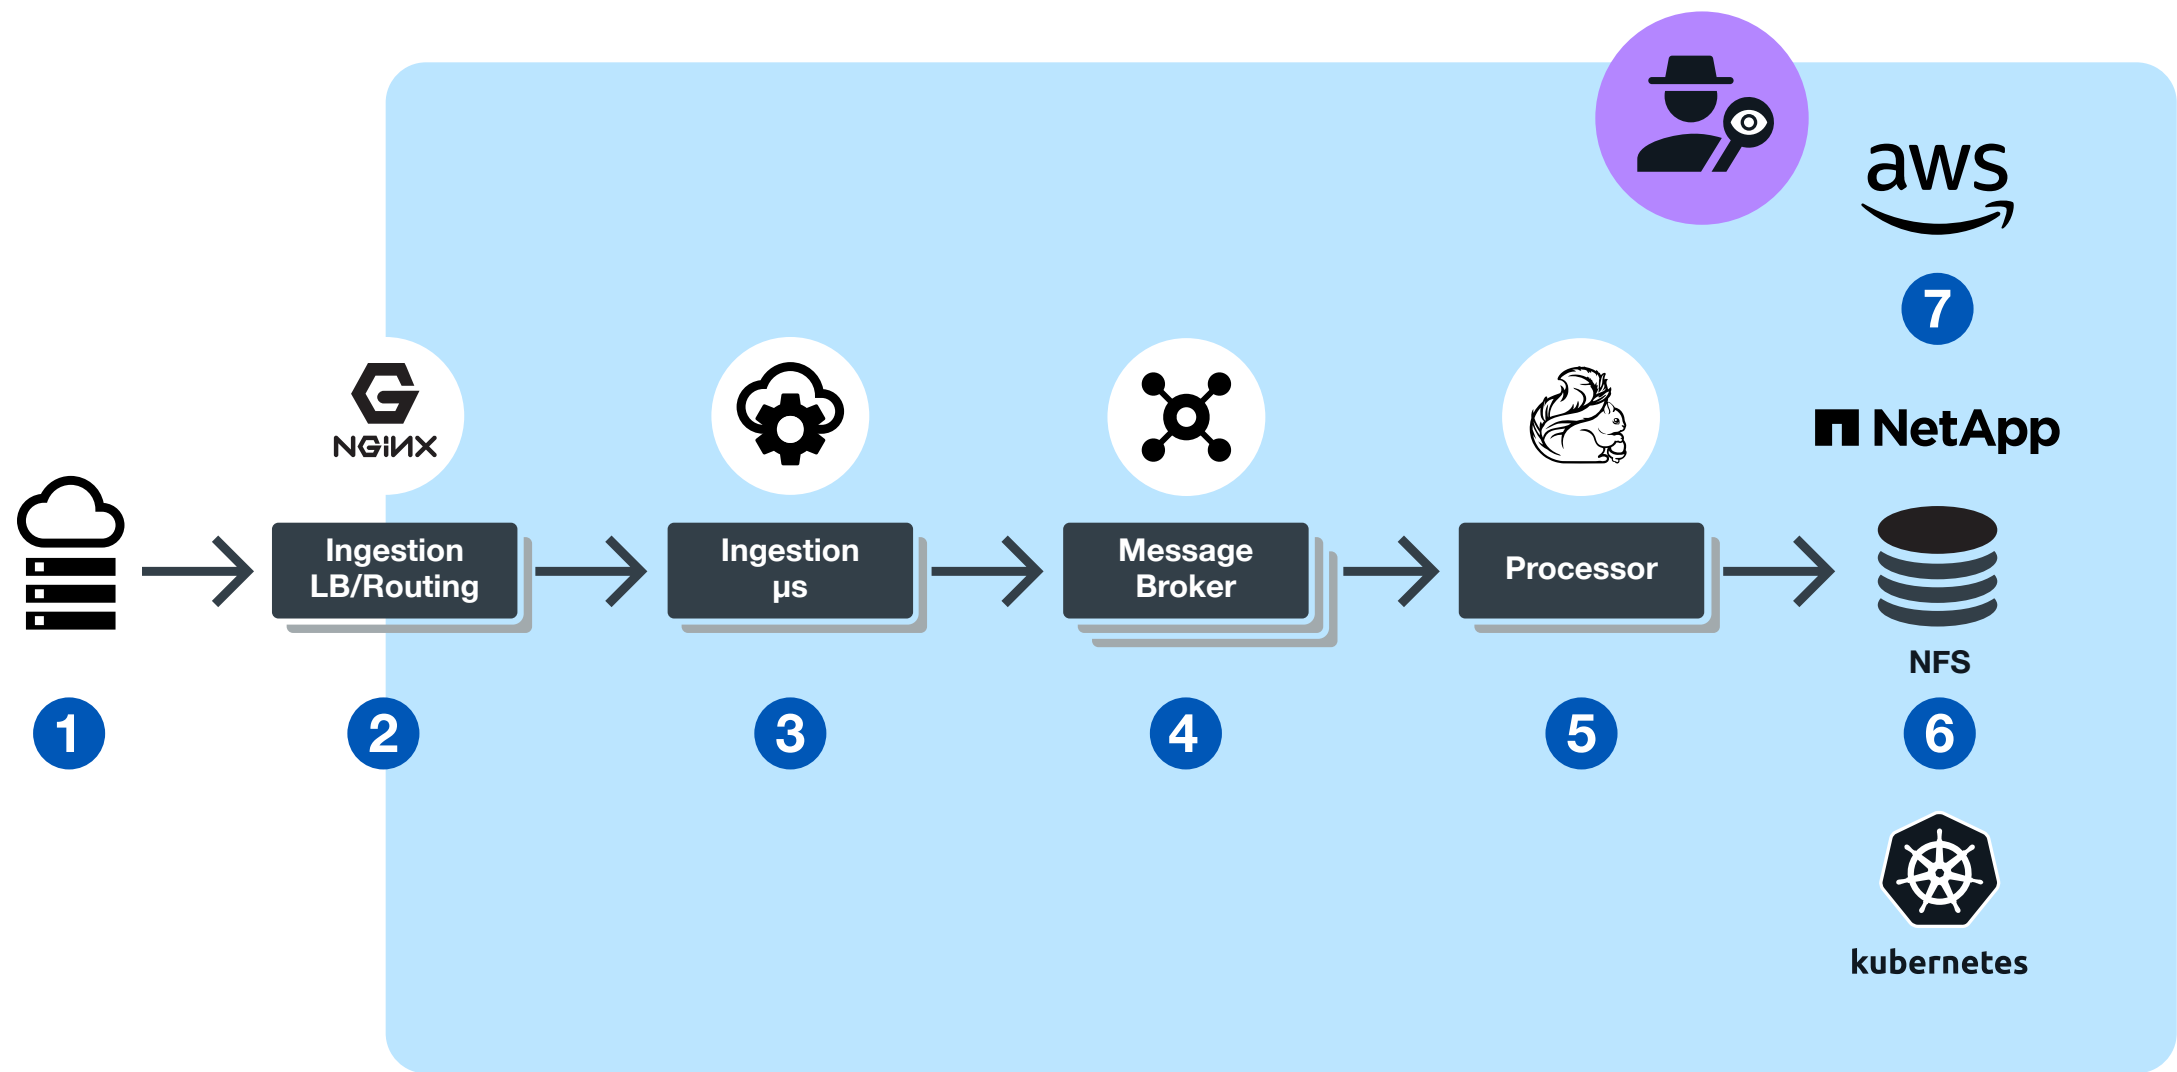 aws
7
NGiNX
NetApp
Ingestion
LB/Routing
Ingestion
µs
Message
Broker
Processor
NFS
1
2
3
4
5
6
kubernetes